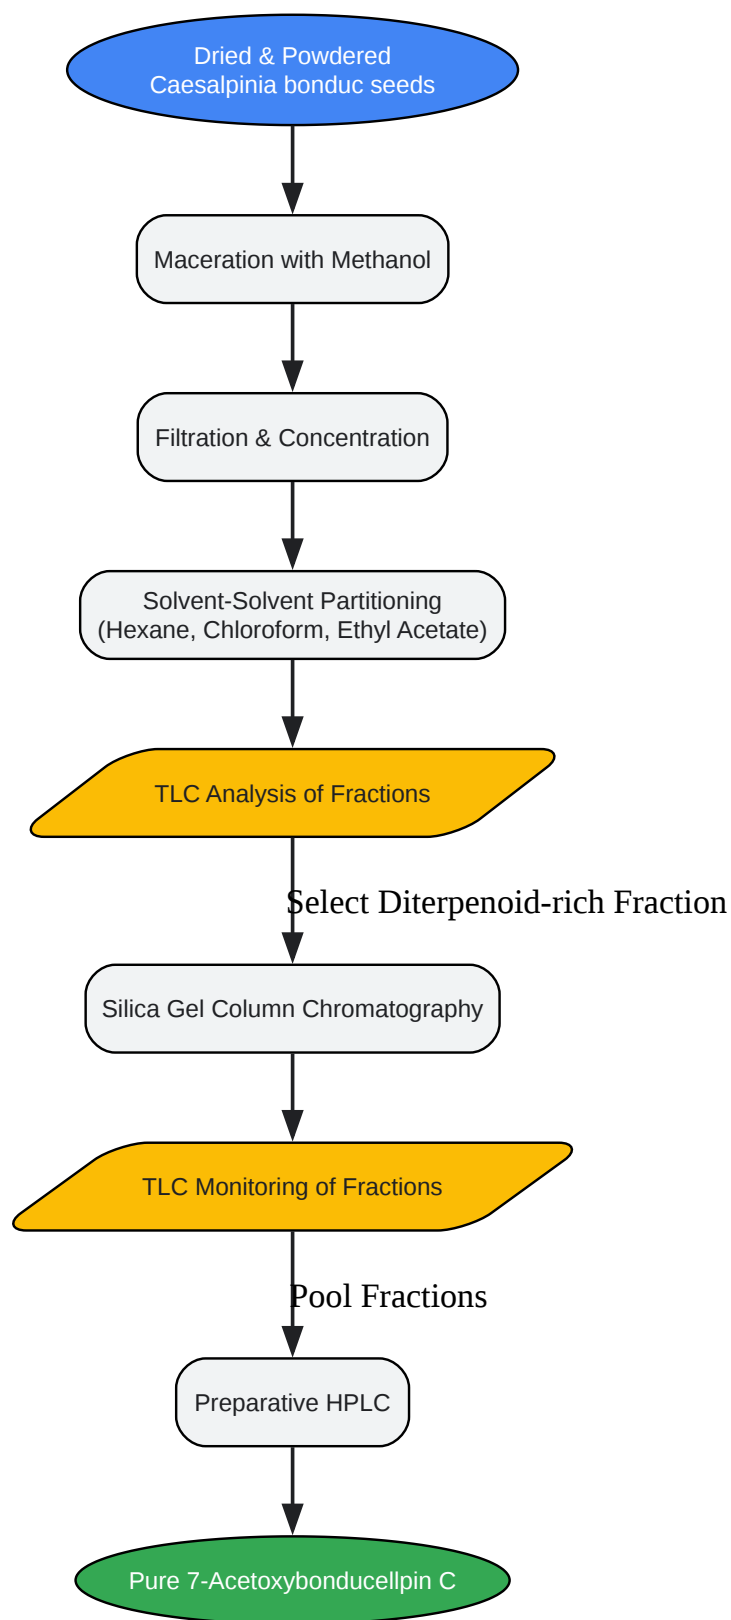 Dried & Powdered
Caesalpinia bonduc seeds
Maceration with Methanol
Filtration & Concentration
Solvent-Solvent Partitioning
(Hexane, Chloroform, Ethyl Acetate)
TLC Analysis of Fractions
Select Diterpenoid-rich Fraction
Silica Gel Column Chromatography
TLC Monitoring of Fractions
Pool Fractions
Preparative HPLC
Pure 7-Acetoxybonducellpin C